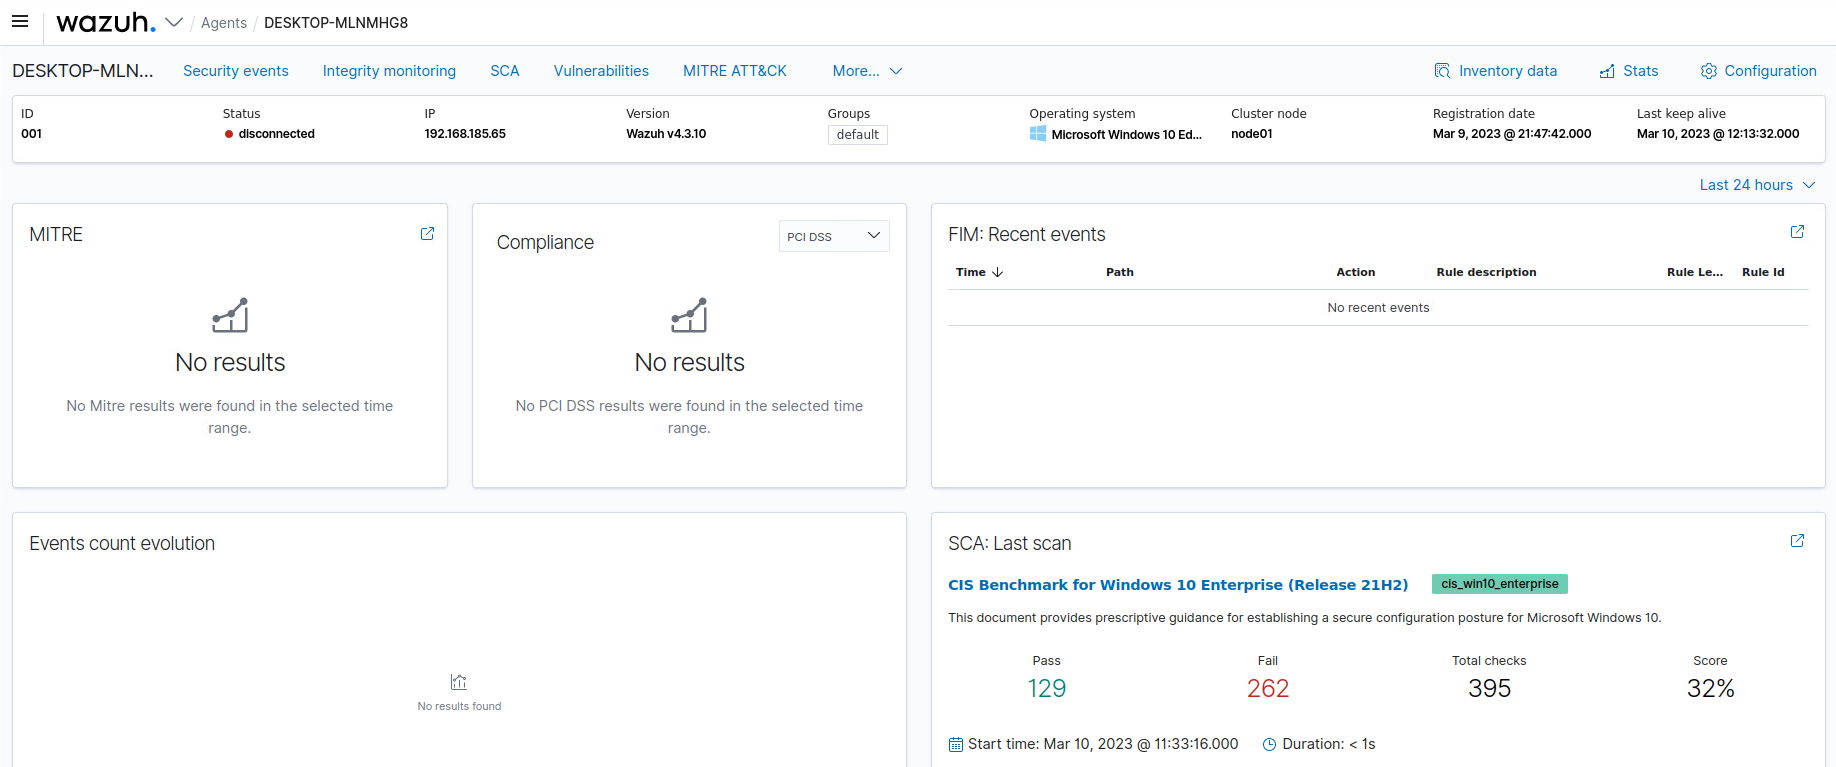 wazuh. / Agents / DESKTOP-MLNMHG8
DESKTOP-MLN... Security events Integrity monitoring SCA Vulnerabilities MITRE ATT&CK More... Inventory data Stats Configuration
ID Status IP Version Groups Operating system Cluster node Registration date Last keep alive
001 disconnected 192.168.185.65 Wazuh v4.3.10 default Microsoft Windows 10 Ed... node01 Mar 9, 2023 @ 21:47:42.000 Mar 10, 2023 @ 12:13:32.000
Last 24 hours
MITRE
No results
No Mitre results were found in the selected time
range.
Compliance PCI DSS
No results
No PCI DSS results were found in the selected time
range.
FIM: Recent events
Time Path Action Rule description Rule Le... Rule Id
No recent events
Events count evolution
No results found
SCA: Last scan
CIS Benchmark for Windows 10 Enterprise (Release 21H2) cis_win10_enterprise
This document provides prescriptive guidance for establishing a secure configuration posture for Microsoft Windows 10.
Pass Fail Total checks Score
129 262 395 32%
Start time: Mar 10, 2023 @ 11:33:16.000 Duration: < 1s